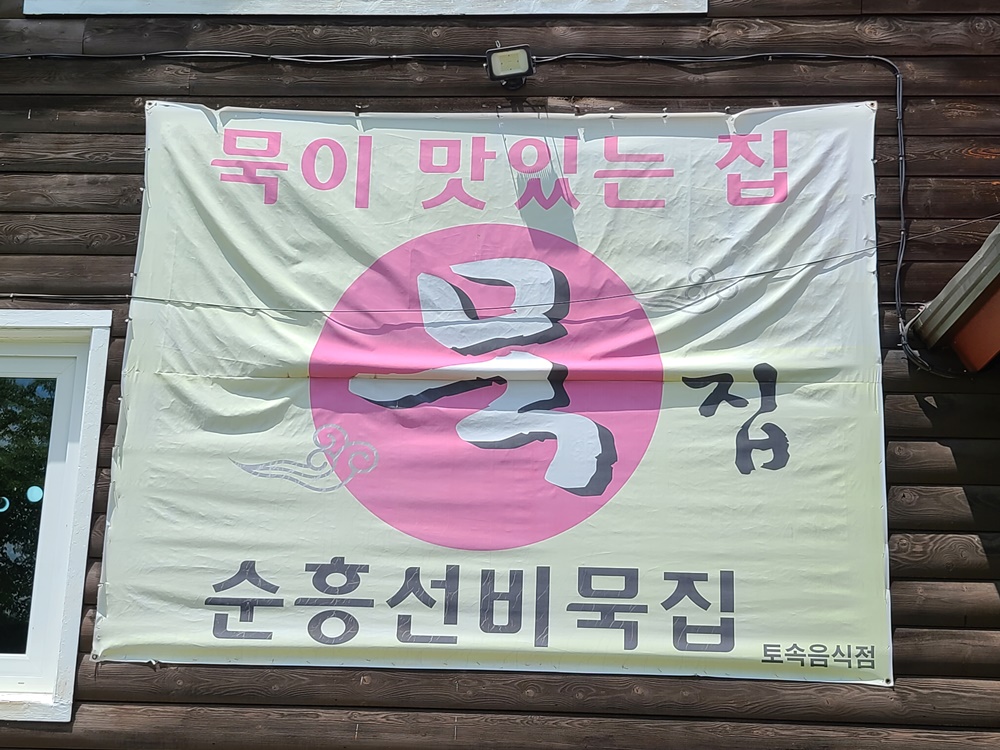 묵이 맛있는 집
묵
집
순흥선비묵집
토속음식점